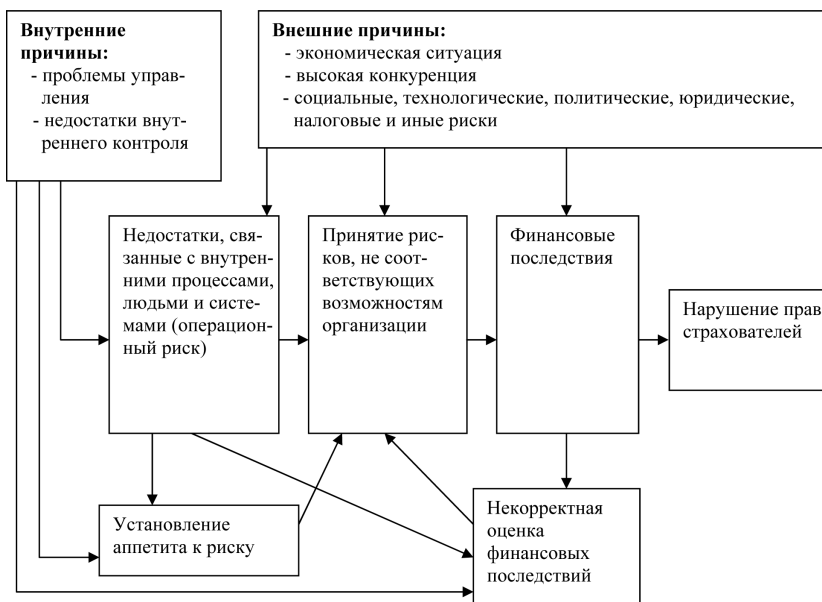 Внутренние
причины:
- проблемы управ-
ления
- недостатки внут-
реннего контроля
Внешние причины:
- экономическая ситуация
- высокая конкуренция
- социальные, технологические, политические, юридические,
налоговые и иные риски
Недостатки, свя-
занные с внутрен-
ними процессами,
людьми и систе-
мами (операцион-
ный риск)
Принятие рис-
ков, не соот-
ветствующих
возможностям
организации
Финансовые
последствия
Нарушение прав
страхователей
Установление
аппетита к риску
Некорректная
оценка
финансовых
последствий